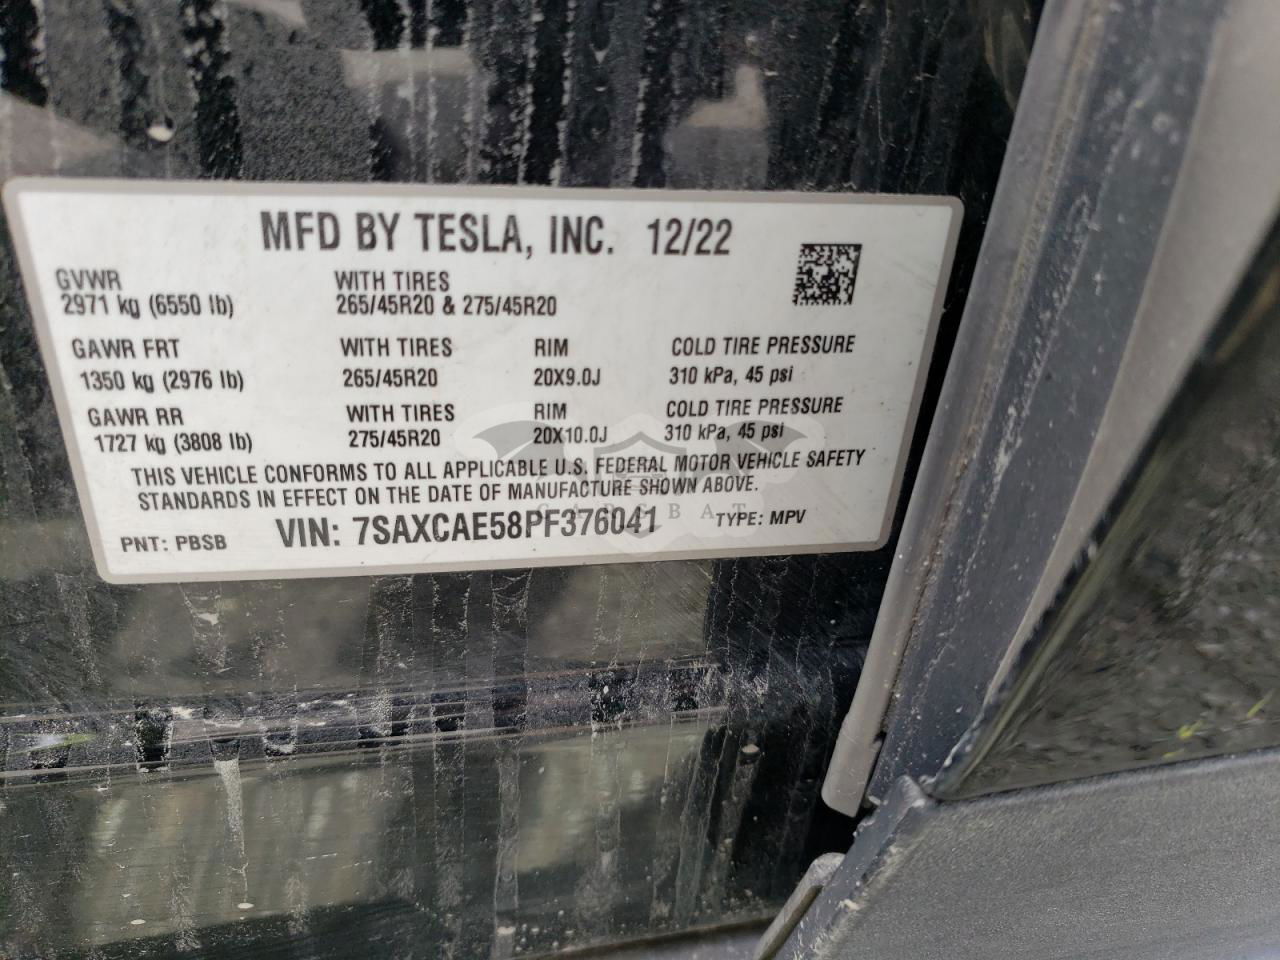 MFD BY TESLA, INC. 12/22
GVWR WITH TIRES
2971 kg (6550 lb) 265/45R20 & 275/45R20
GAWR FRT WITH TIRES RIM COLD TIRE PRESSURE
1350 kg (2976 lb) 265/45R20 20X9.0J 310 kPa, 45 psi
GAWR RR WITH TIRES RIM COLD TIRE PRESSURE
1727 kg (3808 lb) 275/45R20 20X10.0J 310 kPa, 45 psi
THIS VEHICLE CONFORMS TO ALL APPLICABLE U.S. FEDERAL MOTOR VEHICLE SAFETY
STANDARDS IN EFFECT ON THE DATE OF MANUFACTURE SHOWN ABOVE.
CARSBAT
PNT: PBSB VIN: 7SAXCAE58PF376041 TYPE: MPV